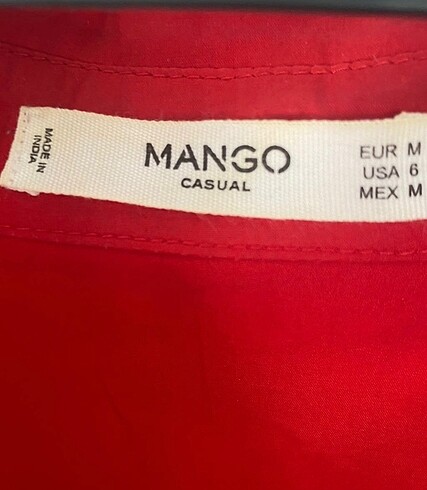 MADE IN
INDIA
MANGO
CASUAL
EUR M
USA 6
MEX M